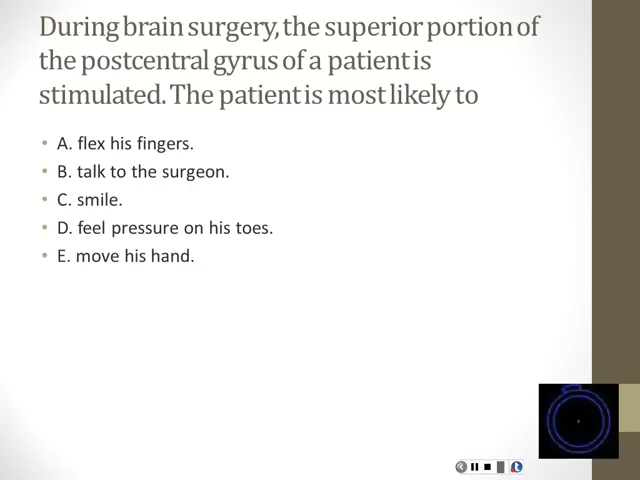 During brain surgery, the superior portion of
the postcentral gyrus of a patient is
stimulated. The patient is most likely to
• A. flex his fingers.
• B. talk to the surgeon.
• C. smile.
• D. feel pressure on his toes.
• E. move his hand.